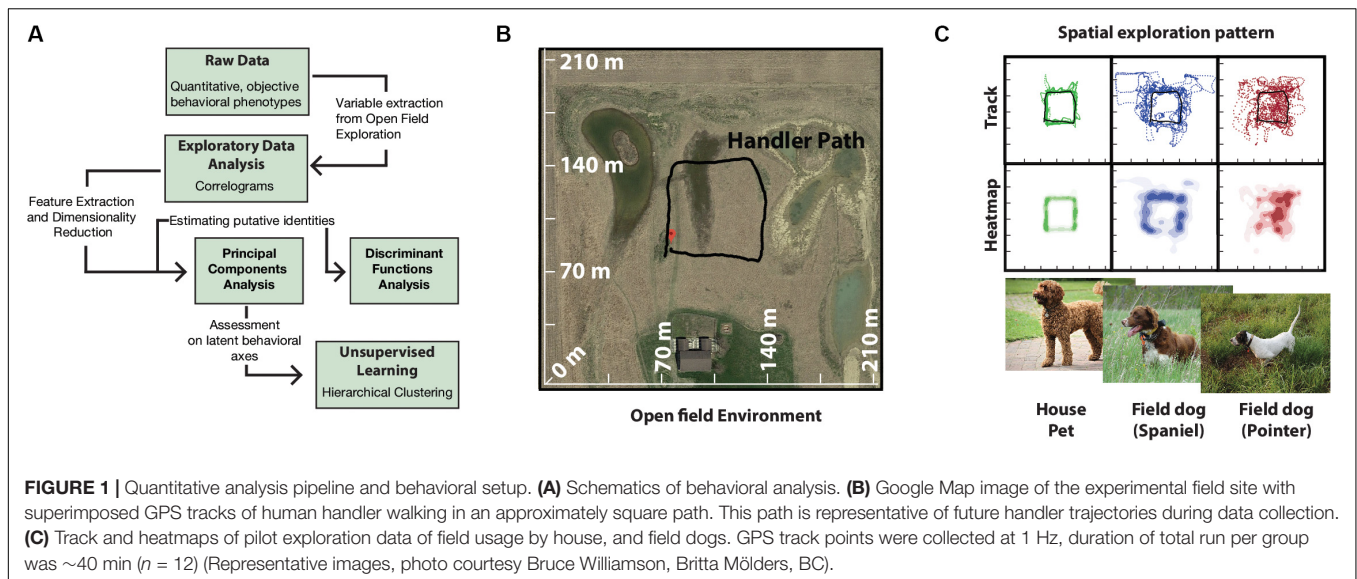 A
Raw Data
Quantitative, objective
behavioral phenotypes
Variable extraction
from Open Field
Exploration
Exploratory Data
Analysis
Correlograms
Feature Extraction
and Dimensionality
Reduction
Estimating putative identities
Principal
Components
Analysis
Discriminant
Functions
Analysis
Assessment
on latent behavioral
axes
Unsupervised
Learning
Hierarchical Clustering
B
210 m
140 m
70 m
0 m
70 m
140 m
210 m
Handler Path
Open field Environment
C
Spatial exploration pattern
Track
Heatmap
House
Pet
Field dog
(Spaniel)
Field dog
(Pointer)
FIGURE 1 | Quantitative analysis pipeline and behavioral setup. (A) Schematics of behavioral analysis. (B) Google Map image of the experimental field site with
superimposed GPS tracks of human handler walking in an approximately square path. This path is representative of future handler trajectories during data collection.
(C) Track and heatmaps of pilot exploration data of field usage by house, and field dogs. GPS track points were collected at 1 Hz, duration of total run per group
was ~40 min (n = 12) (Representative images, photo courtesy Bruce Williamson, Britta Mölders, BC).